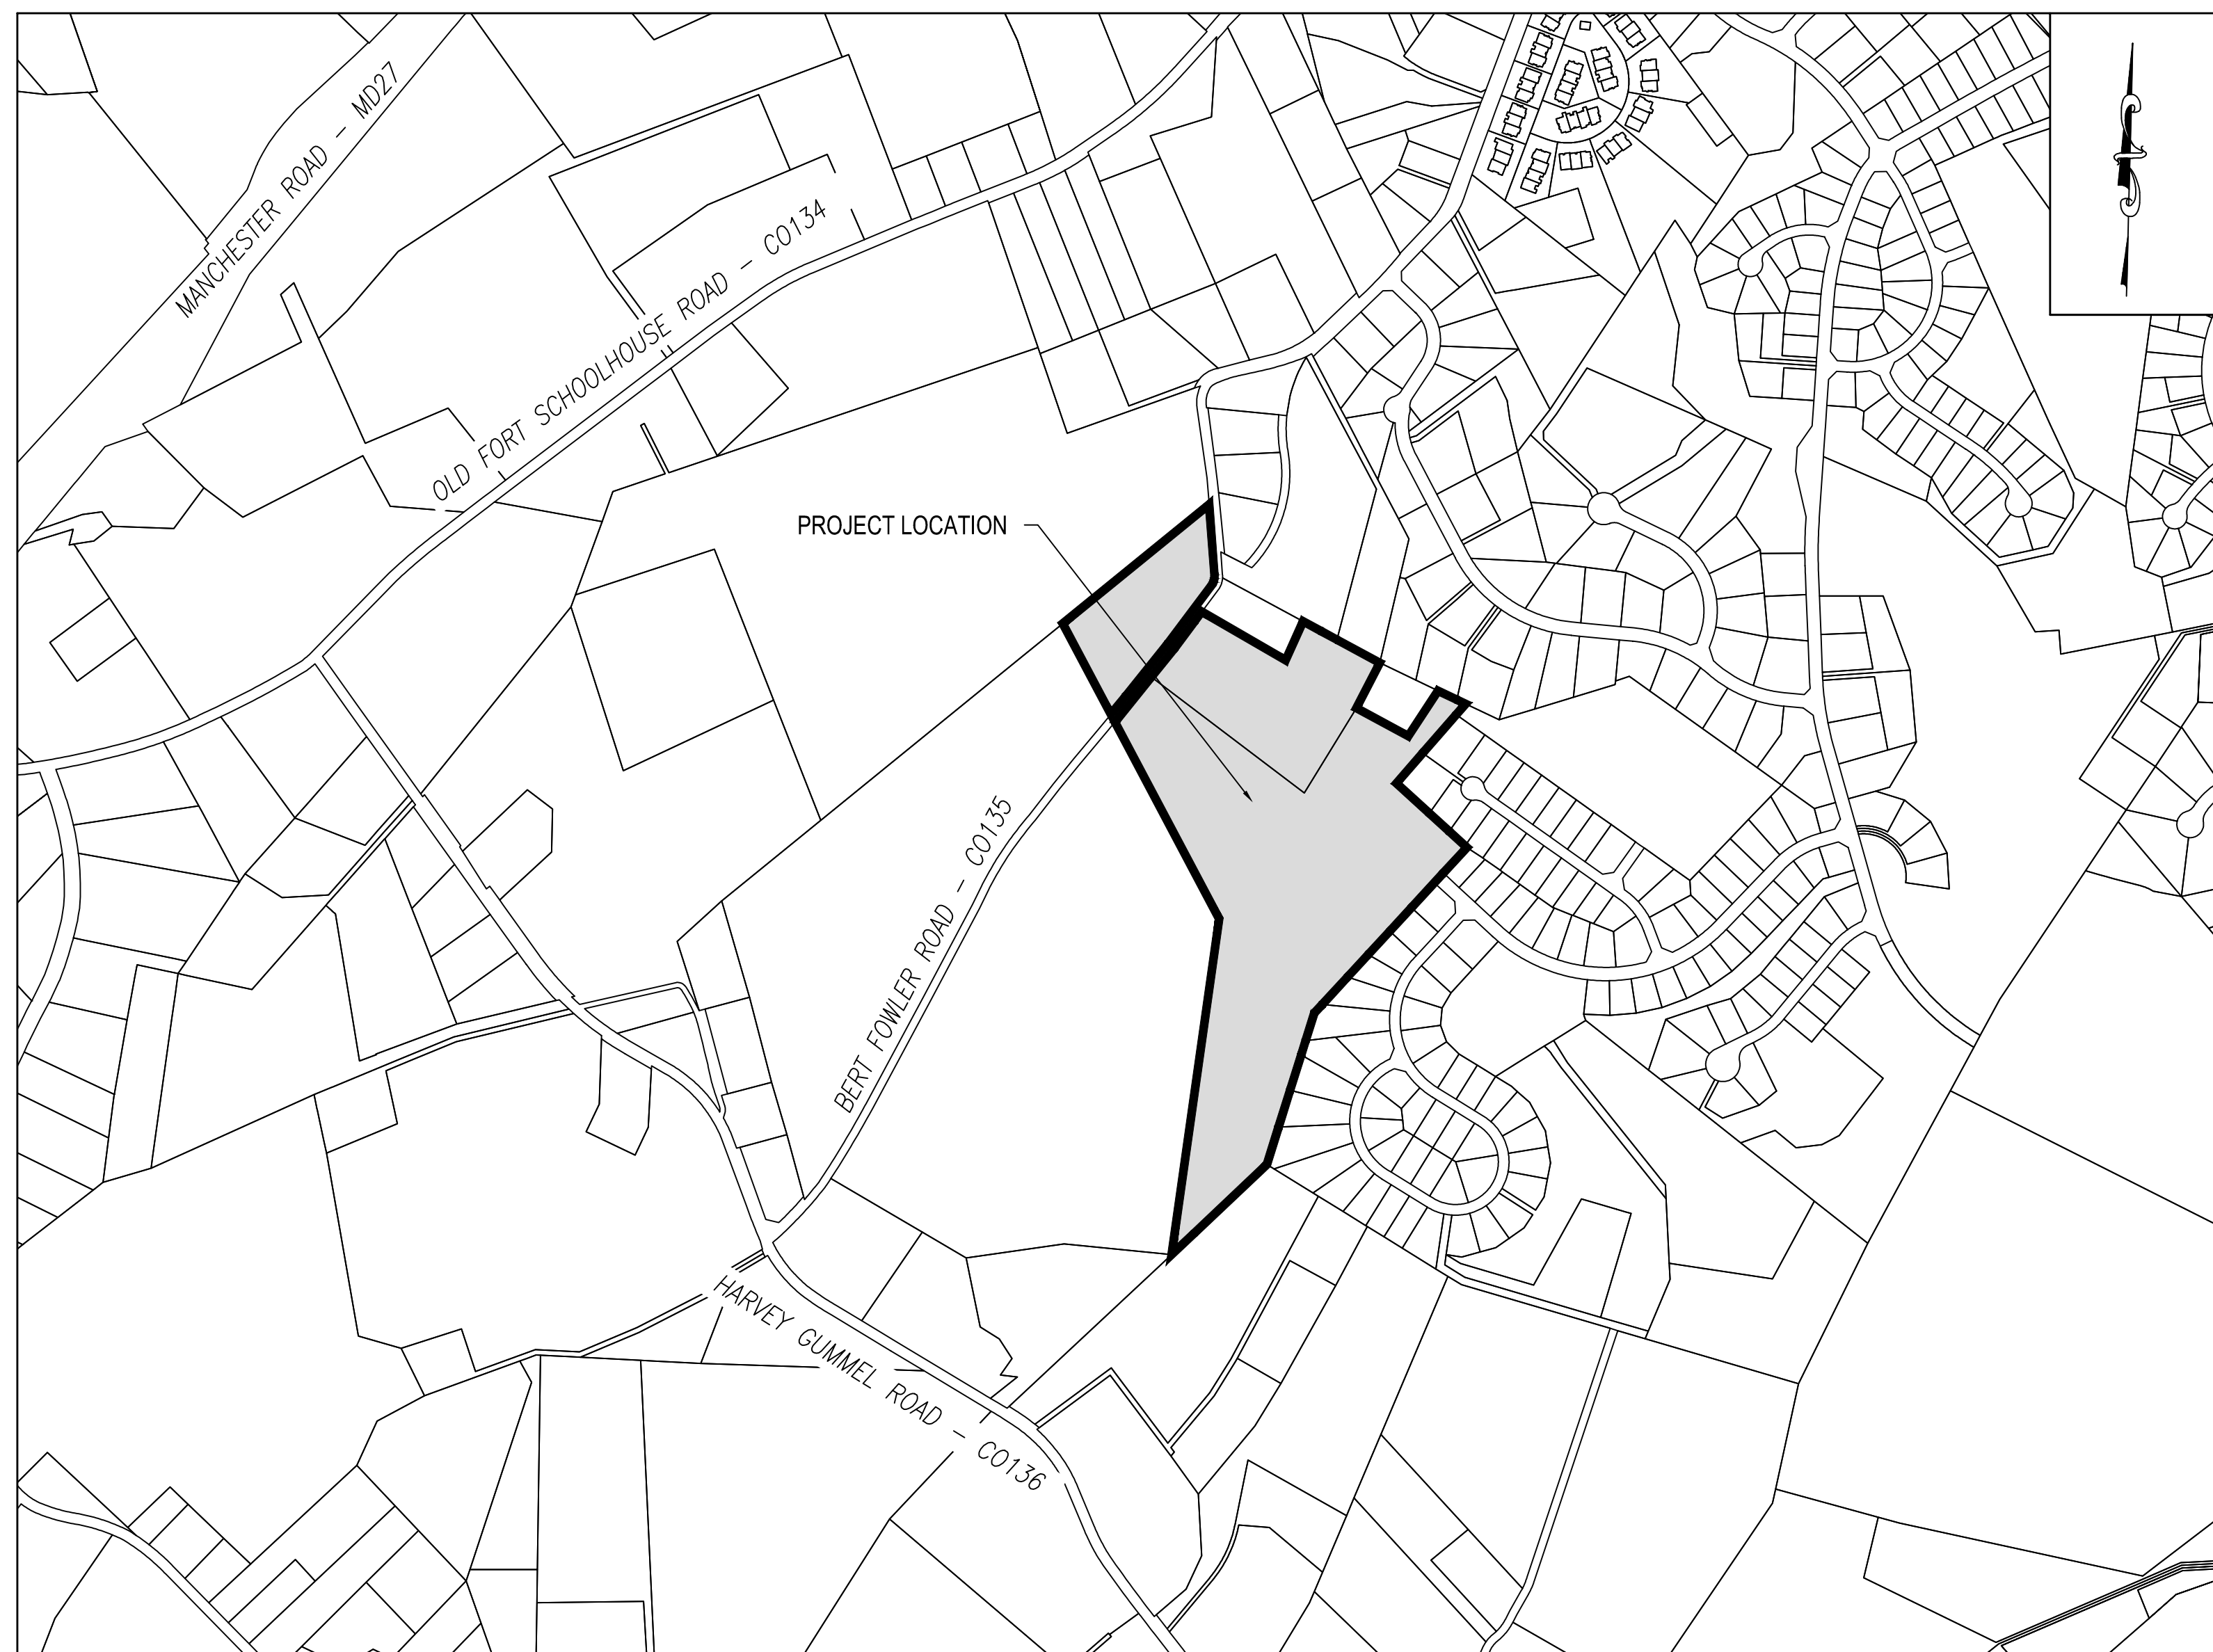 MANCHESTER ROAD - MD27
OLD FORT SCHOOLHOUSE ROAD - CO134
PROJECT LOCATION
BERT FOWLER ROAD - CO135
HARVEY GUMMEL ROAD - CO136